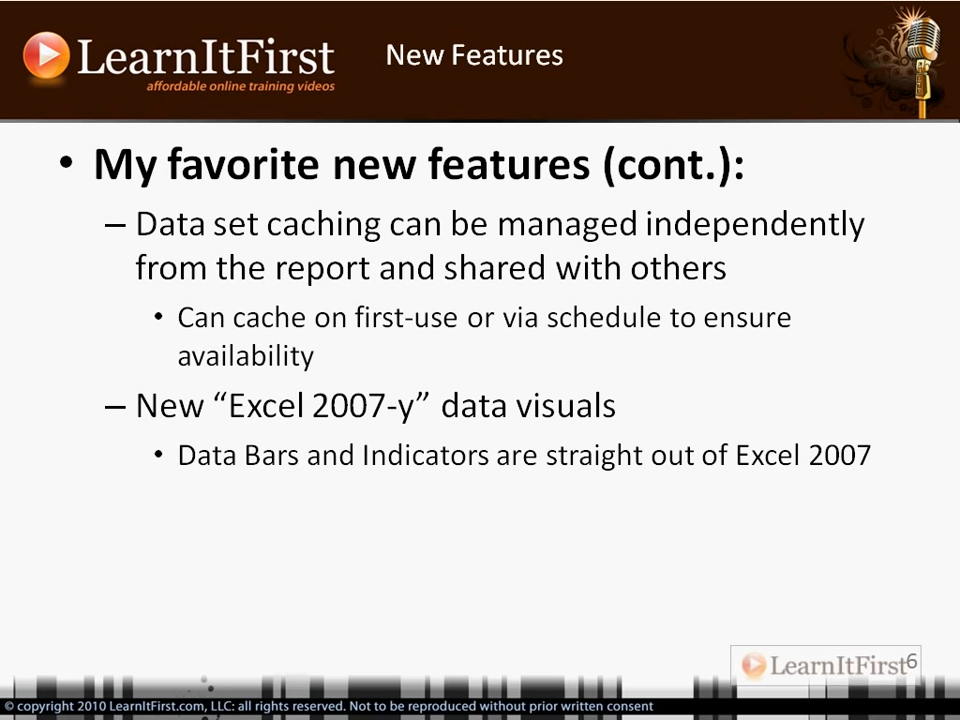 LearnItFirst
affordable online training videos
New Features
• My favorite new features (cont.):
– Data set caching can be managed independently
from the report and shared with others
• Can cache on first-use or via schedule to ensure
availability
– New “Excel 2007-y” data visuals
• Data Bars and Indicators are straight out of Excel 2007
LearnItFirst
6
© copyright 2010 LearnItFirst.com, LLC: all rights reserved. Not to be reproduced without prior written consent